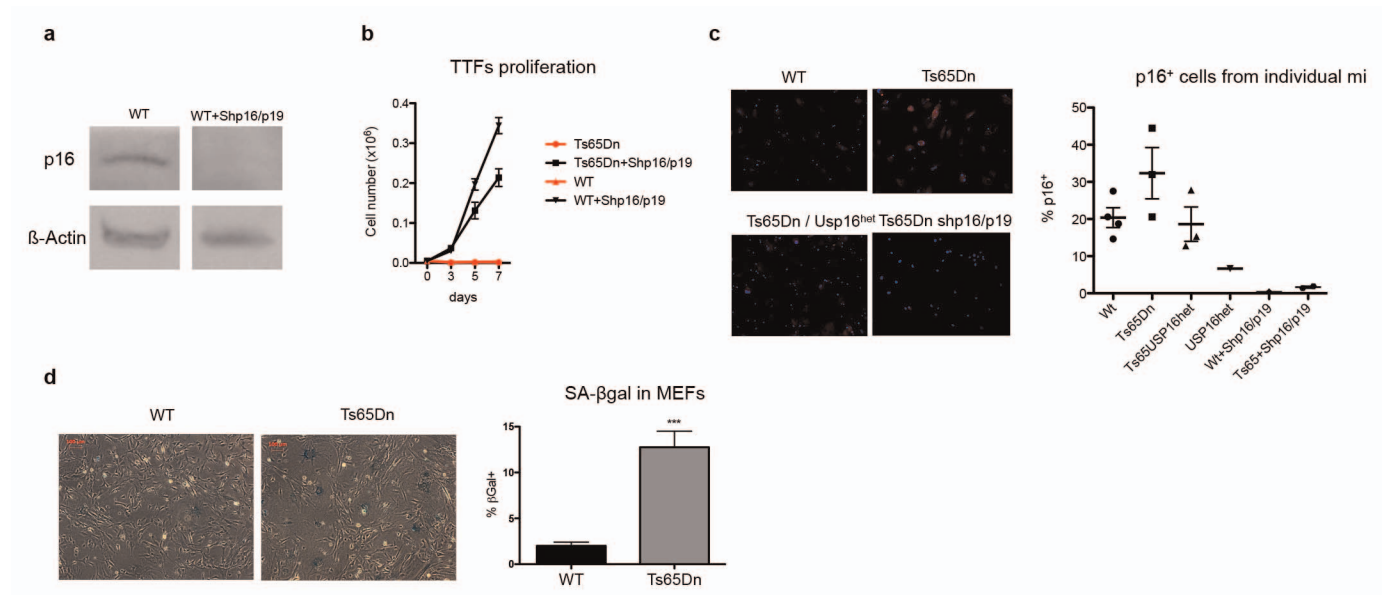 a
WT
WT+Shp16/p19
p16
ß-Actin
b
TTFs proliferation
Cell number (x10⁶)
0.4
0.3
0.2
0.1
0.0
0 3 5 7
days
Ts65Dn
Ts65Dn+Shp16/p19
WT
WT+Shp16/p19
c
WT
Ts65Dn
Ts65Dn / Usp16ʰᵉᵗ
Ts65Dn shp16/p19
p16⁺ cells from individual mi
% p16⁺
50
40
30
20
10
0
Wt
Ts65Dn
Ts65USP16het
USP16het
Wt+Shp16/p19
Ts65+Shp16/p19
d
WT
Ts65Dn
SA-βgal in MEFs
% βGal+
15
10
5
0
***
WT
Ts65Dn